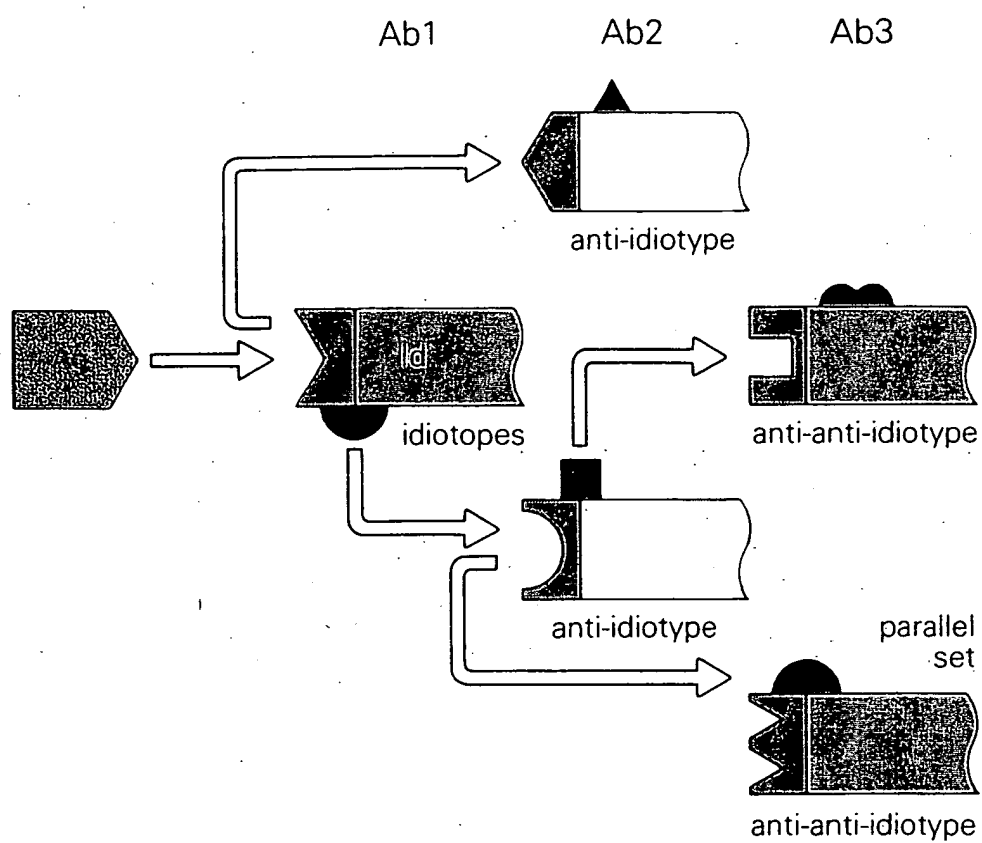 Ab1 Ab2 Ab3
anti-idiotype
Id
idiotopes
anti-anti-idiotype
anti-idiotype
parallel
set
anti-anti-idiotype